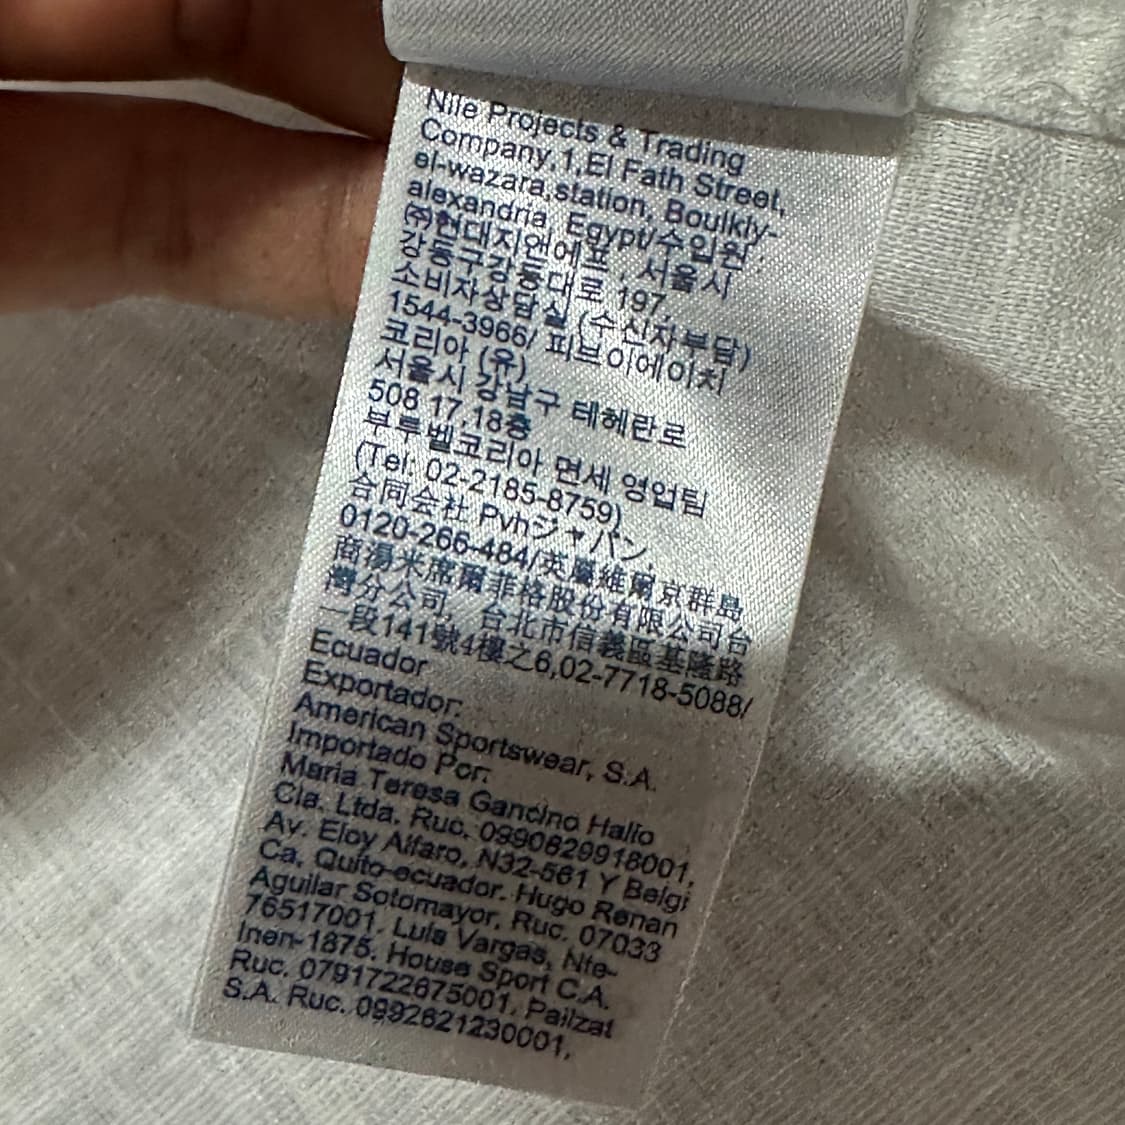 Nile Projects & Trading
Company,1,El Fath Street,
el-wazara,station, Boulkly-
alexandria, Egypt/수입원 :
㈜현대지앤에프 , 서울시
강동구강동대로 197,
소비자상담실 (수신자부담)
1544-3966/ 피브이에이치
코리아 (유)
서울시 강남구 테헤란로
508 17,18층
부루벨코리아 면세 영업팀
(Tel: 02-2185-8759)
合同会社 Pvhジャパン,
0120-266-484/英屬維爾京群島
商湯米席爾菲格股份有限公司台
灣分公司, 台北市信義區基隆路
一段141號4樓之6,02-7718-5088/
Ecuador
Exportador:
American Sportswear, S.A.
Importado Por:
Maria Teresa Gancino Hallo
Cia. Ltda. Ruc. 0990829918001,
Av. Eloy Alfaro, N32-561 Y Belgi
Ca, Quito-ecuador. Hugo Renan
Aguilar Sotomayor, Ruc. 07033
76517001. Luis Vargas, Nte-
Inen-1875. House Sport C.A.
Ruc. 0791722675001. Pailzat
S.A. Ruc. 0992621230001.